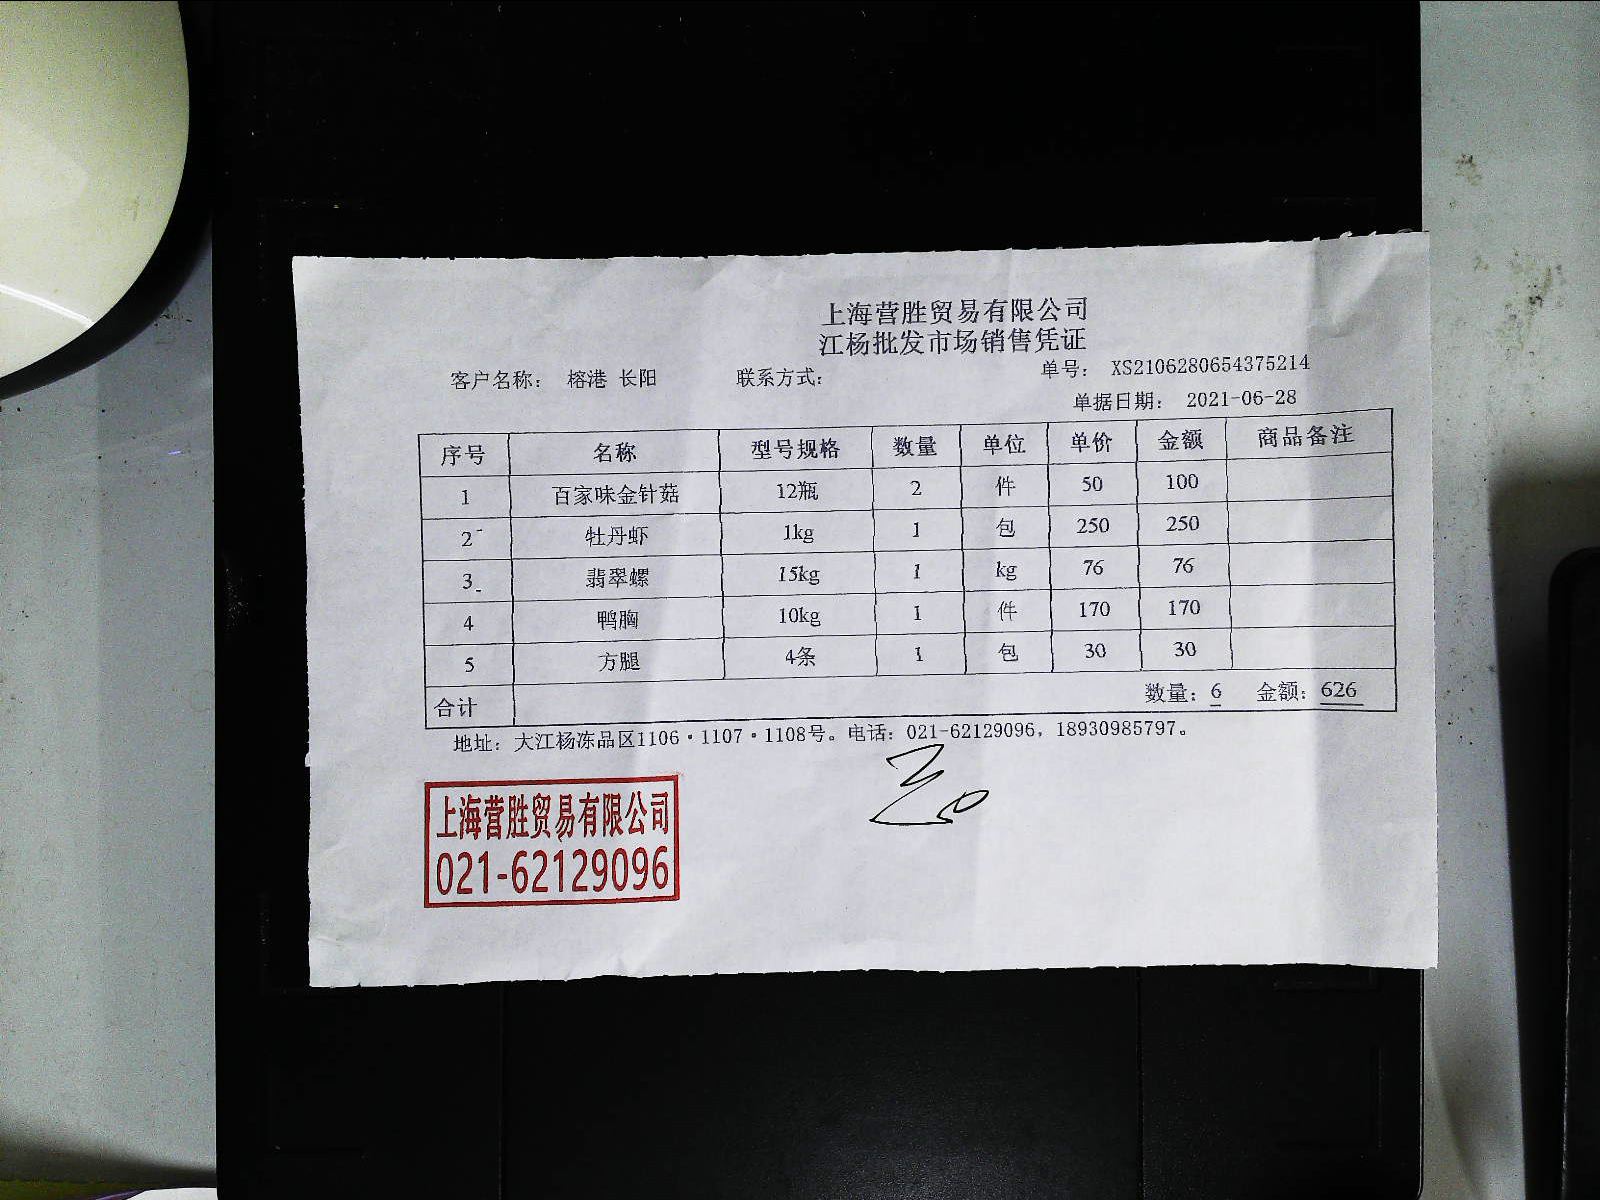 上海营胜贸易有限公司
江杨批发市场销售凭证
客户名称： 榕港 长阳 联系方式： 单号： XS2106280654375214
单据日期： 2021-06-28
序号 名称 型号规格 数量 单位 单价 金额 商品备注
1 百家味金针菇 12瓶 2 件 50 100
2 牡丹虾 1kg 1 包 250 250
3 翡翠螺 15kg 1 kg 76 76
4 鸭胸 10kg 1 件 170 170
5 方腿 4条 1 包 30 30
合计 数量：6 金额：626
地址：大江杨冻品区1106·1107·1108号。电话：021-62129096，18930985797。
上海营胜贸易有限公司
021-62129096